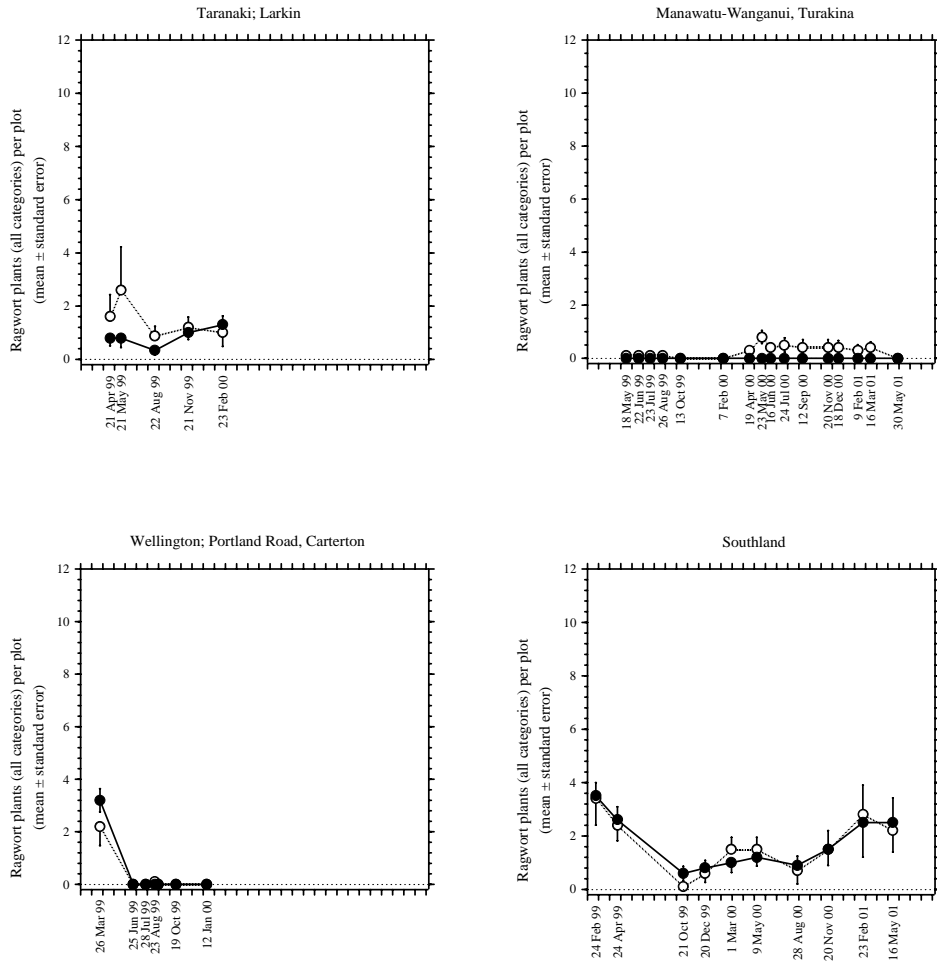 Taranaki; Larkin
12
10
8
6
4
2
0
Ragwort plants (all categories) per plot
(mean ± standard error)
21 Apr 99
21 May 99
22 Aug 99
21 Nov 99
23 Feb 00
Manawatu-Wanganui, Turakina
12
10
8
6
4
2
0
Ragwort plants (all categories) per plot
(mean ± standard error)
18 May 99
22 Jun 99
23 Jul 99
26 Aug 99
13 Oct 99
7 Feb 00
19 Apr 00
23 May 00
16 Jun 00
24 Jul 00
12 Sep 00
20 Nov 00
18 Dec 00
9 Feb 01
16 Mar 01
30 May 01
Wellington; Portland Road, Carterton
12
10
8
6
4
2
0
Ragwort plants (all categories) per plot
(mean ± standard error)
26 Mar 99
25 Jun 99
28 Jul 99
23 Aug 99
19 Oct 99
12 Jan 00
Southland
12
10
8
6
4
2
0
Ragwort plants (all categories) per plot
(mean ± standard error)
24 Feb 99
24 Apr 99
21 Oct 99
20 Dec 99
1 Mar 00
9 May 00
28 Aug 00
20 Nov 00
23 Feb 01
16 May 01